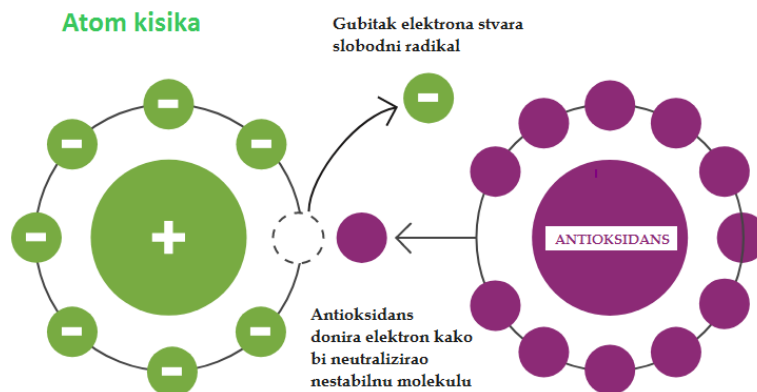 Atom kisika
Gubitak elektrona stvara
slobodni radikal
ANTIOKSIDANS
Antioksidans
donira elektron kako
bi neutralizirao
nestabilnu molekulu